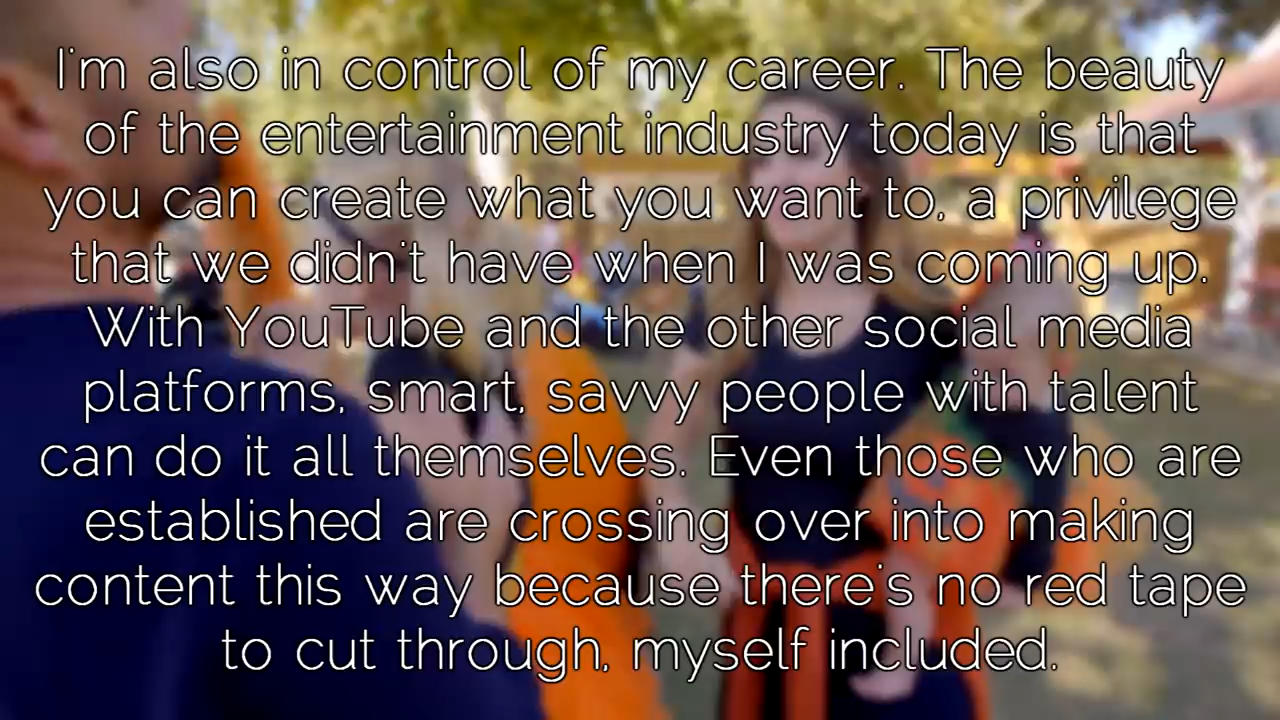 I'm also in control of my career. The beauty
of the entertainment industry today is that
you can create what you want to, a privilege
that we didn't have when I was coming up.
With YouTube and the other social media
platforms, smart, savvy people with talent
can do it all themselves. Even those who are
established are crossing over into making
content this way because there's no red tape
to cut through, myself included.